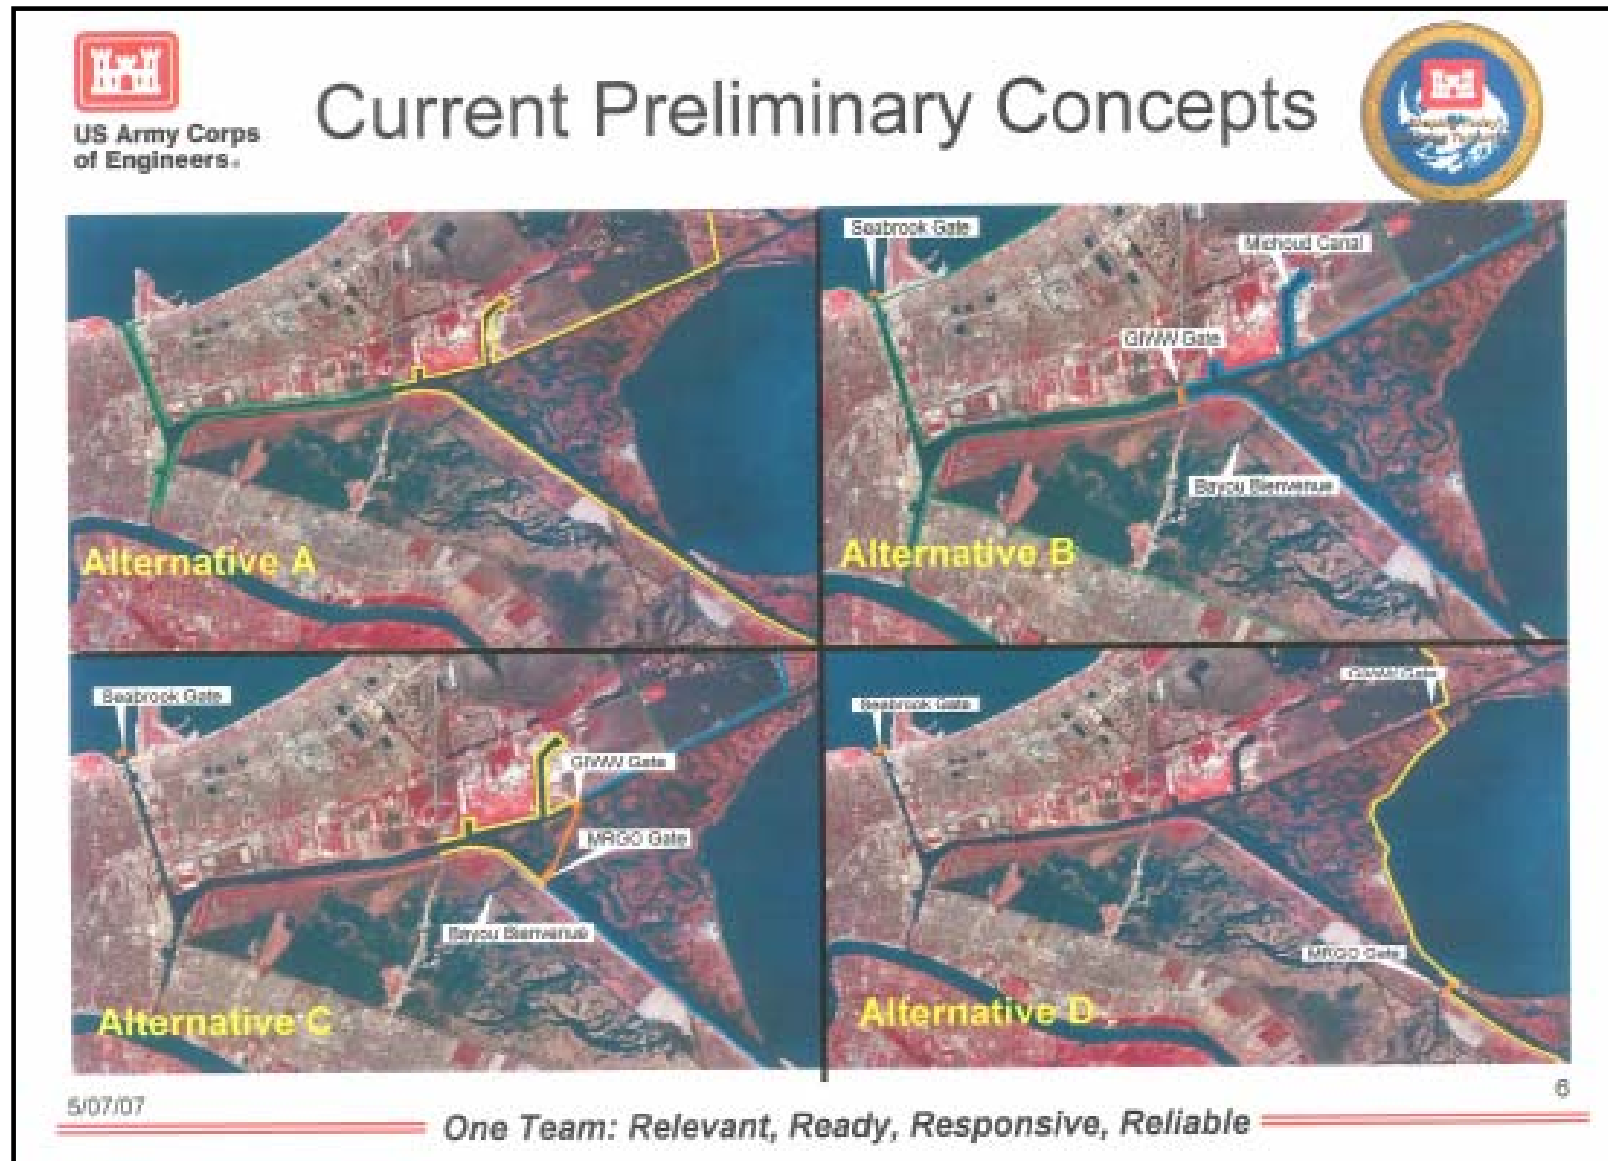 US Army Corps
of Engineers
Current Preliminary Concepts
Alternative A
Seabrook Gate
Michoud Canal
GIWW Gate
Bayou Bienvenue
Alternative B
Seabrook Gate
GIWW Gate
MRGO Gate
Bayou Bienvenue
Alternative C
GIWW Gate
Seabrook Gate
MRGO Gate
Alternative D
5/07/07
6
One Team: Relevant, Ready, Responsive, Reliable